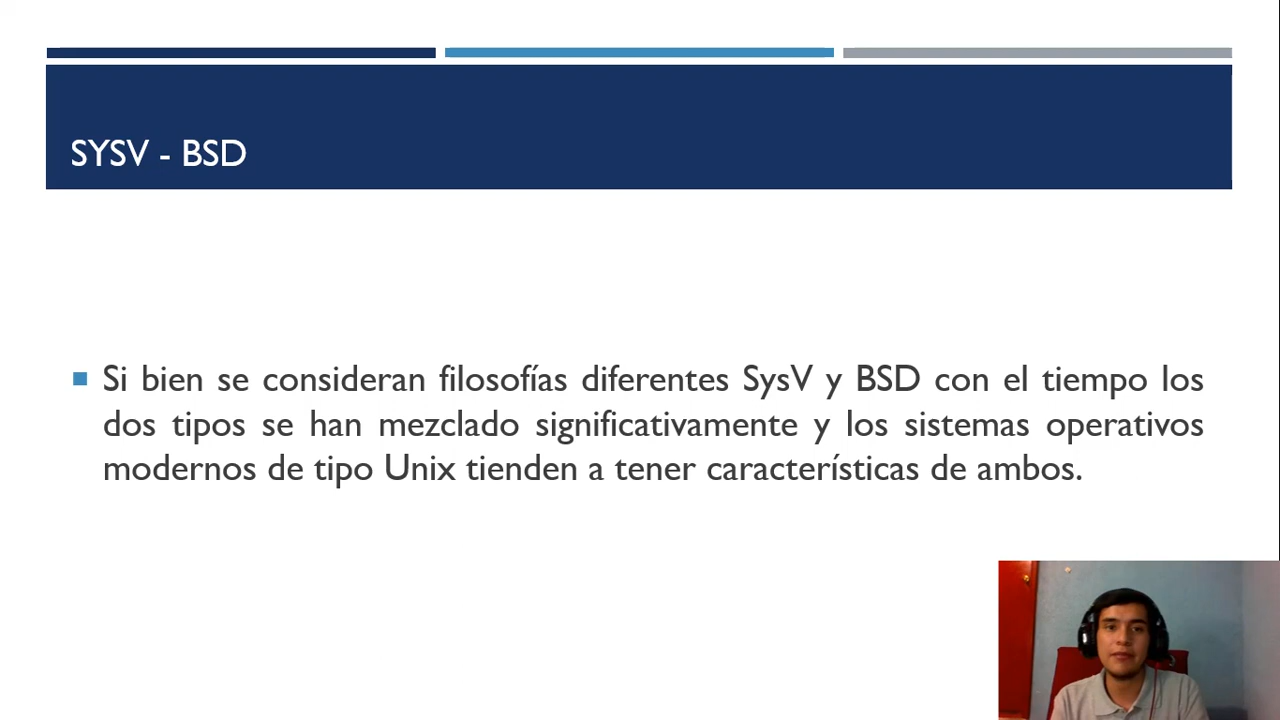 SYSV - BSD
Si bien se consideran filosofías diferentes SysV y BSD con el tiempo los
dos tipos se han mezclado significativamente y los sistemas operativos
modernos de tipo Unix tienden a tener características de ambos.